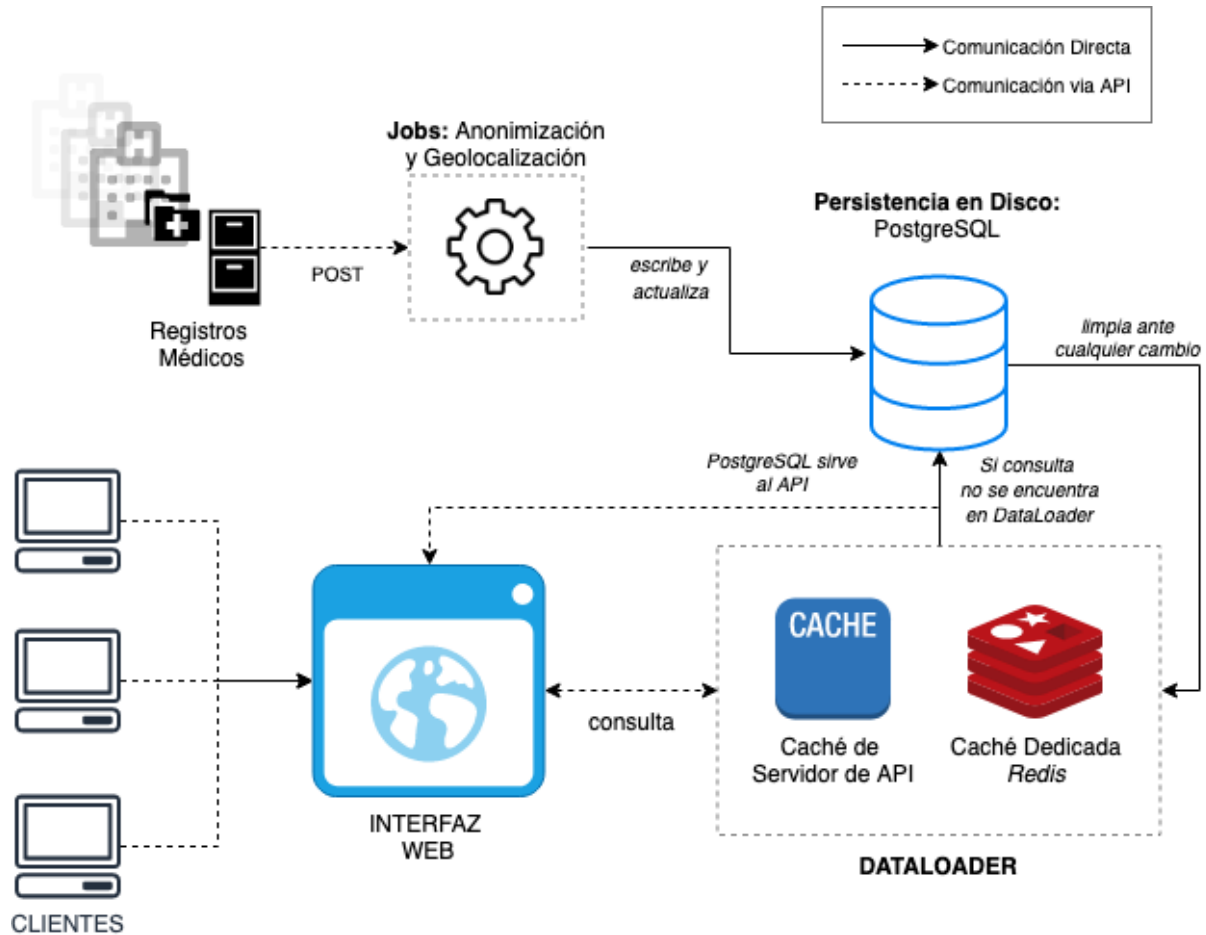 Comunicación Directa
Comunicación via API
Jobs: Anonimización
y Geolocalización
Persistencia en Disco:
PostgreSQL
POST
escribe y
actualiza
Registros
Médicos
limpia ante
cualquier cambio
PostgreSQL sirve
al API
Si consulta
no se encuentra
en DataLoader
CACHE
consulta
Caché de
Servidor de API
Caché Dedicada
Redis
INTERFAZ
WEB
DATALOADER
CLIENTES